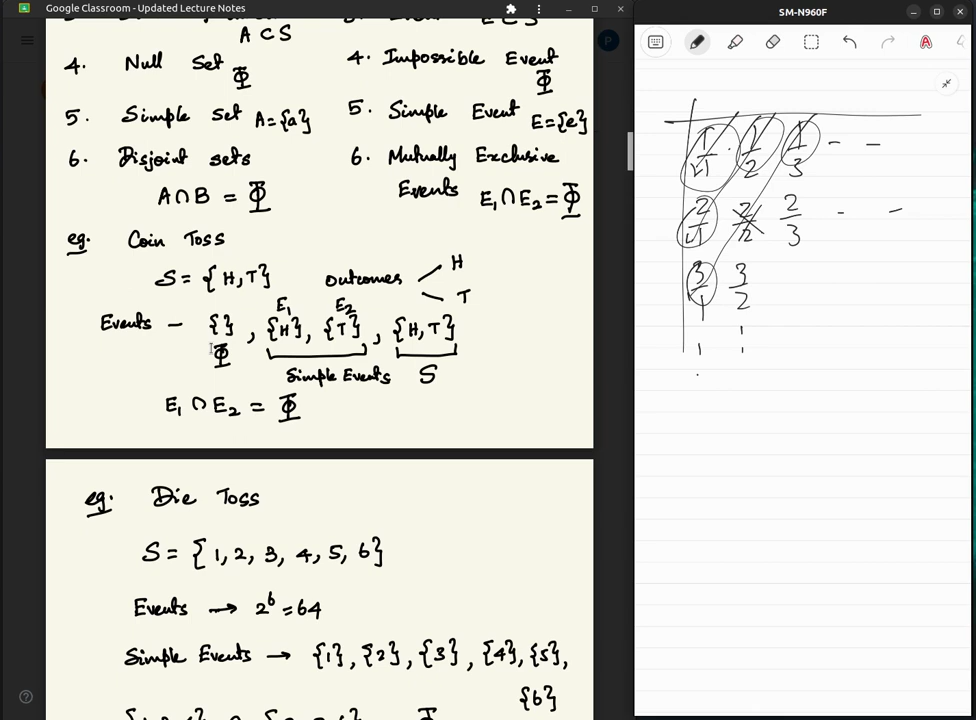 Google Classroom - Updated Lecture Notes
SM-N960F
A ⊂ S
E ⊂ S
4. Null Set Φ
4. Impossible Event Φ
5. Simple set A={a}
5. Simple Event E={e}
6. Disjoint sets
6. Mutually Exclusive
A∩B = Φ
Events E₁∩E₂ = Φ
eg. Coin Toss
S = {H,T} outcomes H
T
E₁ E₂
Events - {} , {H}, {T}, {H,T}
Φ
Simple Events S
E₁ ∩ E₂ = Φ
eg. Die Toss
S = {1, 2, 3, 4, 5, 6}
Events → 2⁶ = 64
Simple Events → {1}, {2}, {3}, {4}, {5},
{6}
P
1/1 1/2 1/3 - -
2/1 2/2 2/3 - -
3/1 3/2
A